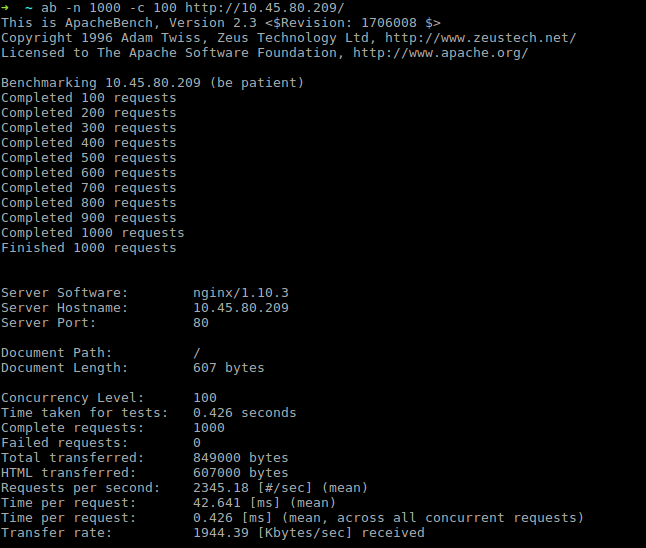 ➜  ~ ab -n 1000 -c 100 http://10.45.80.209/
This is ApacheBench, Version 2.3 <$Revision: 1706008 $>
Copyright 1996 Adam Twiss, Zeus Technology Ltd, http://www.zeustech.net/
Licensed to The Apache Software Foundation, http://www.apache.org/

Benchmarking 10.45.80.209 (be patient)
Completed 100 requests
Completed 200 requests
Completed 300 requests
Completed 400 requests
Completed 500 requests
Completed 600 requests
Completed 700 requests
Completed 800 requests
Completed 900 requests
Completed 1000 requests
Finished 1000 requests


Server Software:        nginx/1.10.3
Server Hostname:        10.45.80.209
Server Port:            80

Document Path:          /
Document Length:        607 bytes

Concurrency Level:      100
Time taken for tests:   0.426 seconds
Complete requests:      1000
Failed requests:        0
Total transferred:      849000 bytes
HTML transferred:       607000 bytes
Requests per second:    2345.18 [#/sec] (mean)
Time per request:       42.641 [ms] (mean)
Time per request:       0.426 [ms] (mean, across all concurrent requests)
Transfer rate:          1944.39 [Kbytes/sec] received